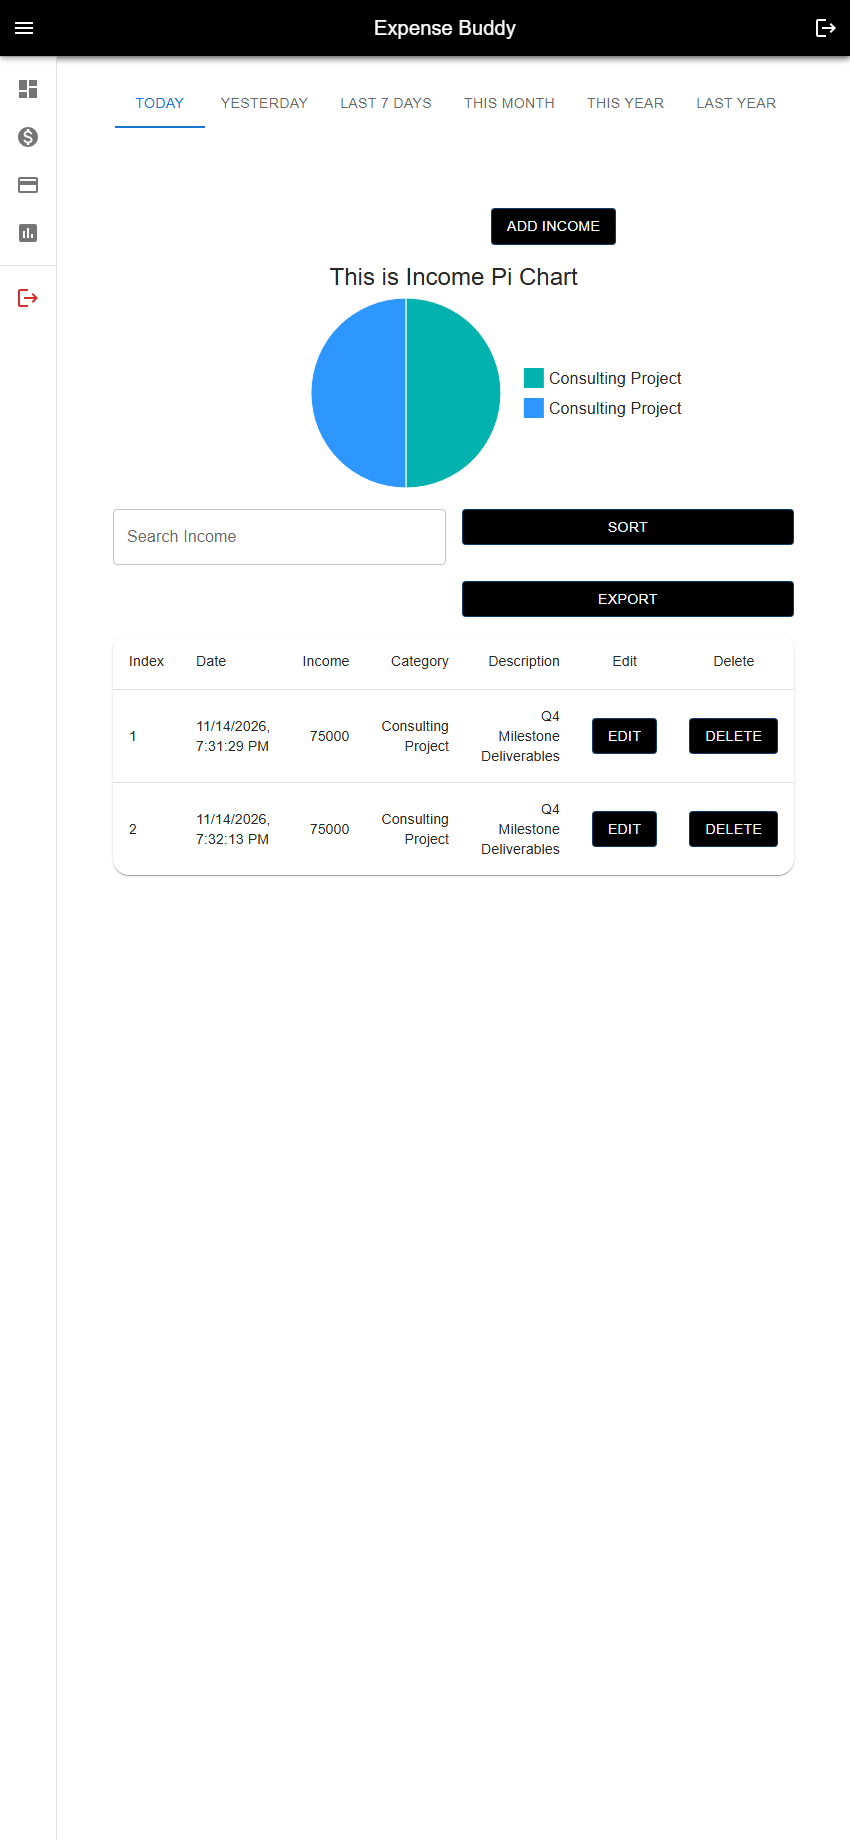 Expense Buddy
TODAY YESTERDAY LAST 7 DAYS THIS MONTH THIS YEAR LAST YEAR
ADD INCOME
This is Income Pi Chart
Consulting Project
Consulting Project
Search Income
SORT
EXPORT
Index Date Income Category Description Edit Delete
1 11/14/2026, 7:31:29 PM 75000 Consulting Project Q4 Milestone Deliverables EDIT DELETE
2 11/14/2026, 7:32:13 PM 75000 Consulting Project Q4 Milestone Deliverables EDIT DELETE